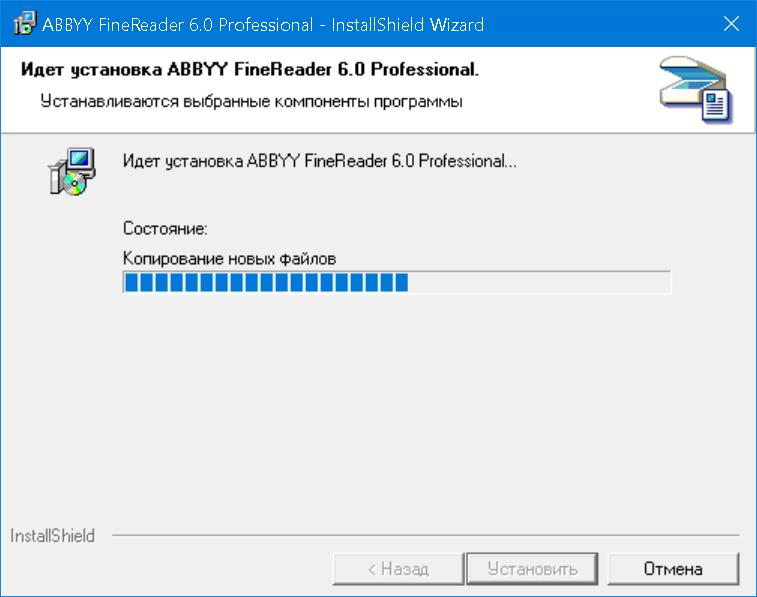 ABBYY FineReader 6.0 Professional - InstallShield Wizard
Идет установка ABBYY FineReader 6.0 Professional.
Устанавливаются выбранные компоненты программы
Идет установка ABBYY FineReader 6.0 Professional...
Состояние:
Копирование новых файлов
InstallShield
< Назад
Установить
Отмена